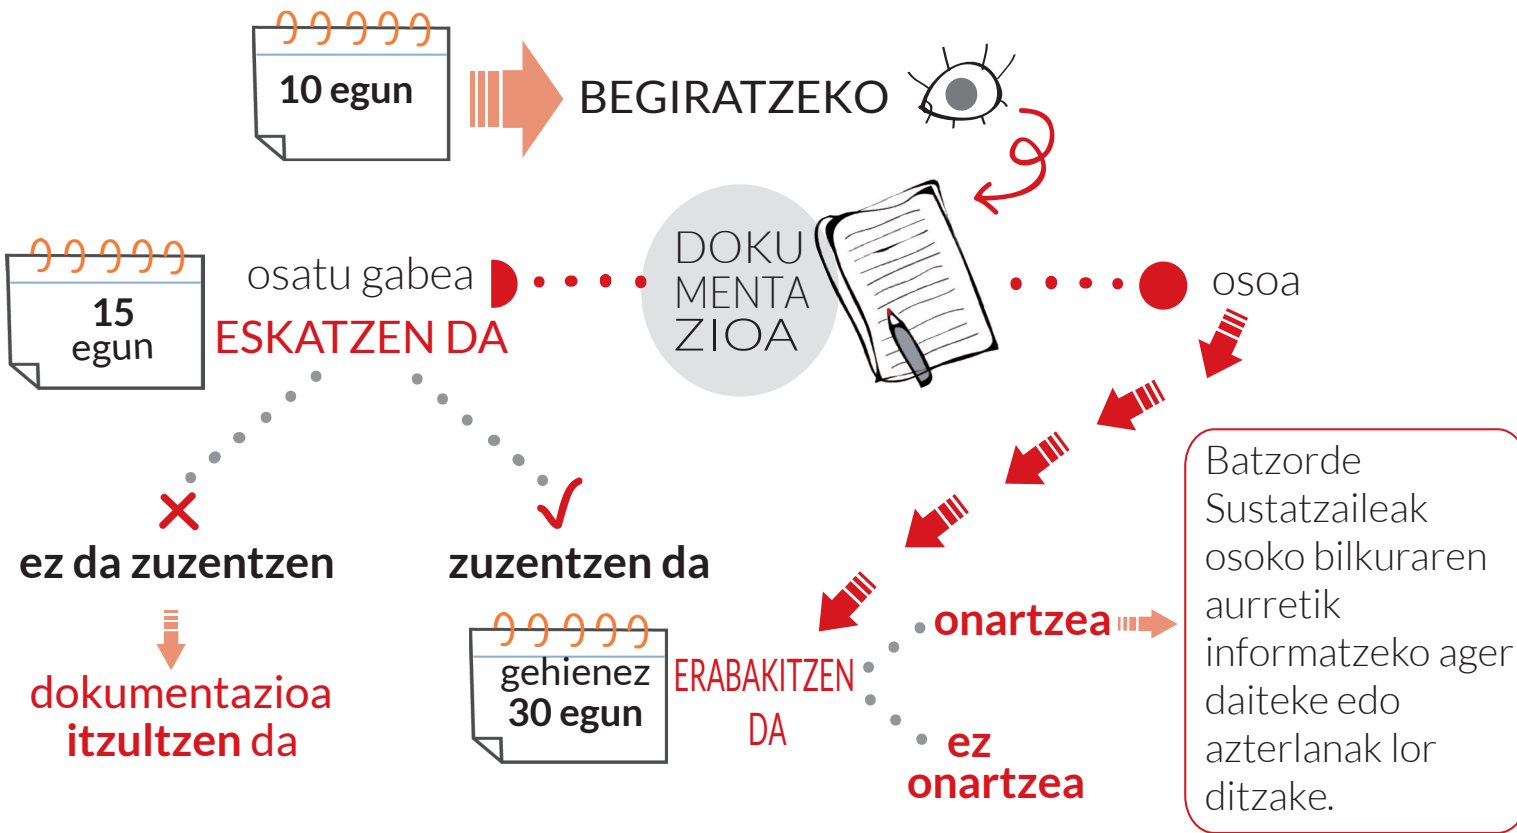 10 egun
BEGIRATZEKO
DOKU
MENTA
ZIOA
osatu gabea
15
egun
ESKATZEN DA
osoa
ez da zuzentzen
dokumentazioa
itzultzen da
zuzentzen da
gehienez
30 egun
ERABAKITZEN
DA
onartzea
ez
onartzea
Batzorde
Sustatzaileak
osoko bilkuraren
aurretik
informatzeko ager
daiteke edo
azterlanak lor
ditzake.